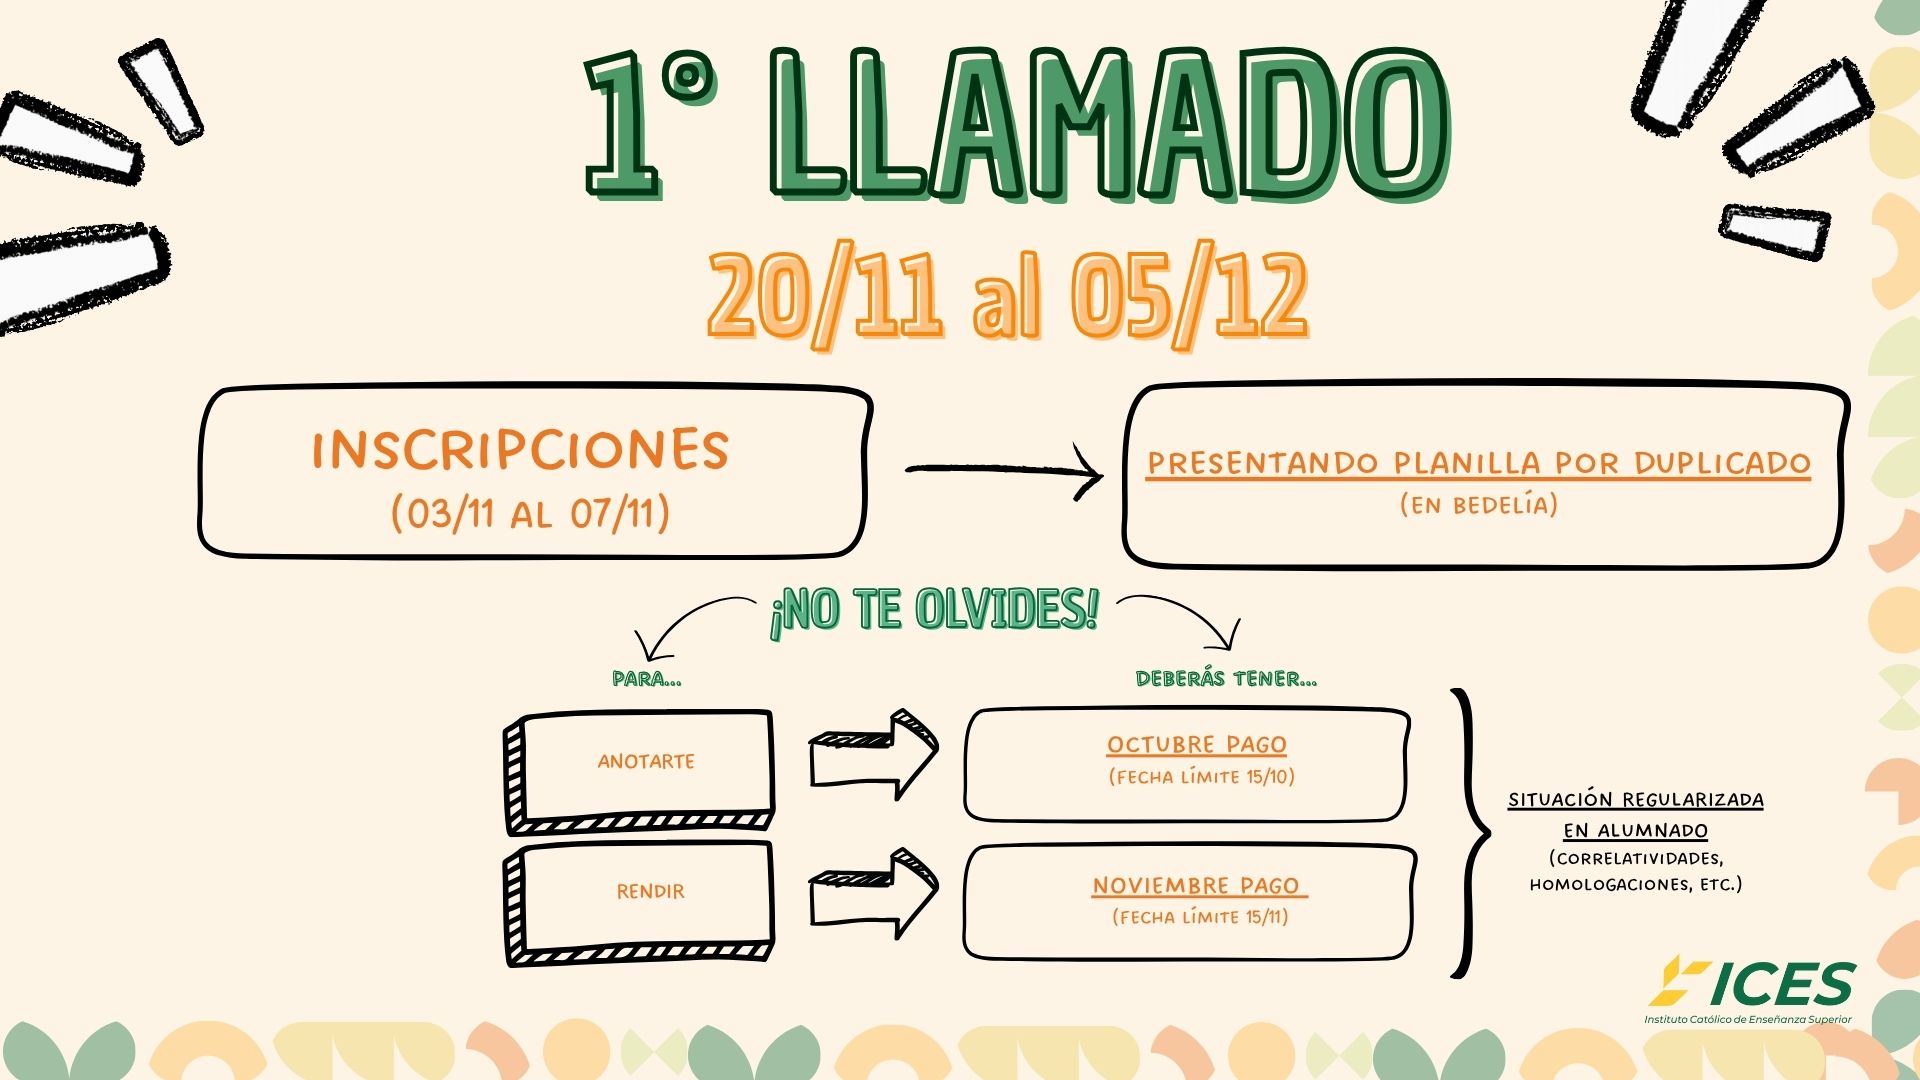 1° LLAMADO
20/11 al 05/12
INSCRIPCIONES
(03/11 AL 07/11)
PRESENTANDO PLANILLA POR DUPLICADO
(EN BEDELÍA)
¡NO TE OLVIDES!
PARA...
DEBERÁS TENER...
ANOTARTE
OCTUBRE PAGO
(FECHA LÍMITE 15/10)
RENDIR
NOVIEMBRE PAGO
(FECHA LÍMITE 15/11)
SITUACIÓN REGULARIZADA
EN ALUMNADO
(CORRELATIVIDADES,
HOMOLOGACIONES, ETC.)
ICES
Instituto Católico de Enseñanza Superior